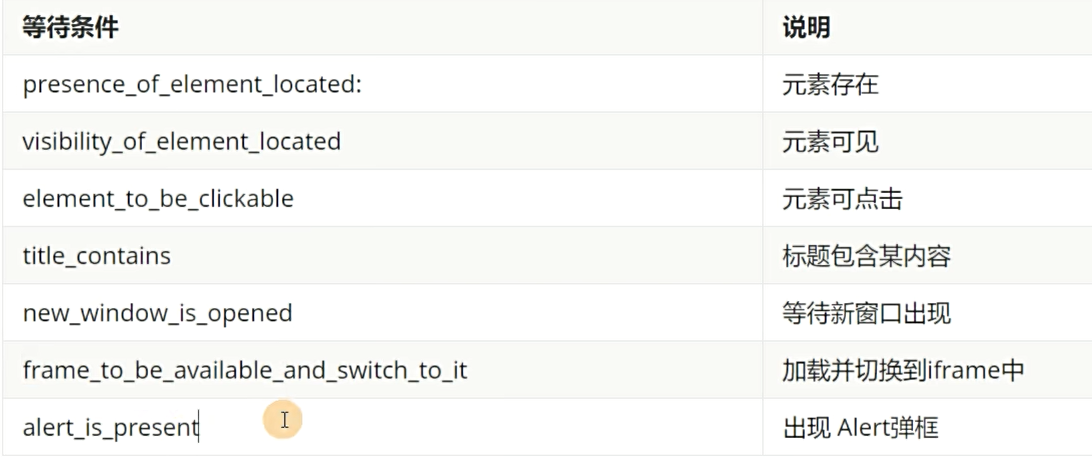 等待条件 说明
presence_of_element_located: 元素存在
visibility_of_element_located 元素可见
element_to_be_clickable 元素可点击
title_contains 标题包含某内容
new_window_is_opened 等待新窗口出现
frame_to_be_available_and_switch_to_it 加载并切换到iframe中
alert_is_present 出现 Alert弹框